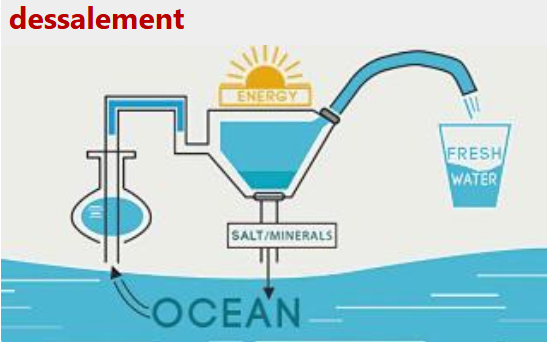 dessalement
ENERGY
FRESH
WATER
SALT/MINERALS
OCEAN